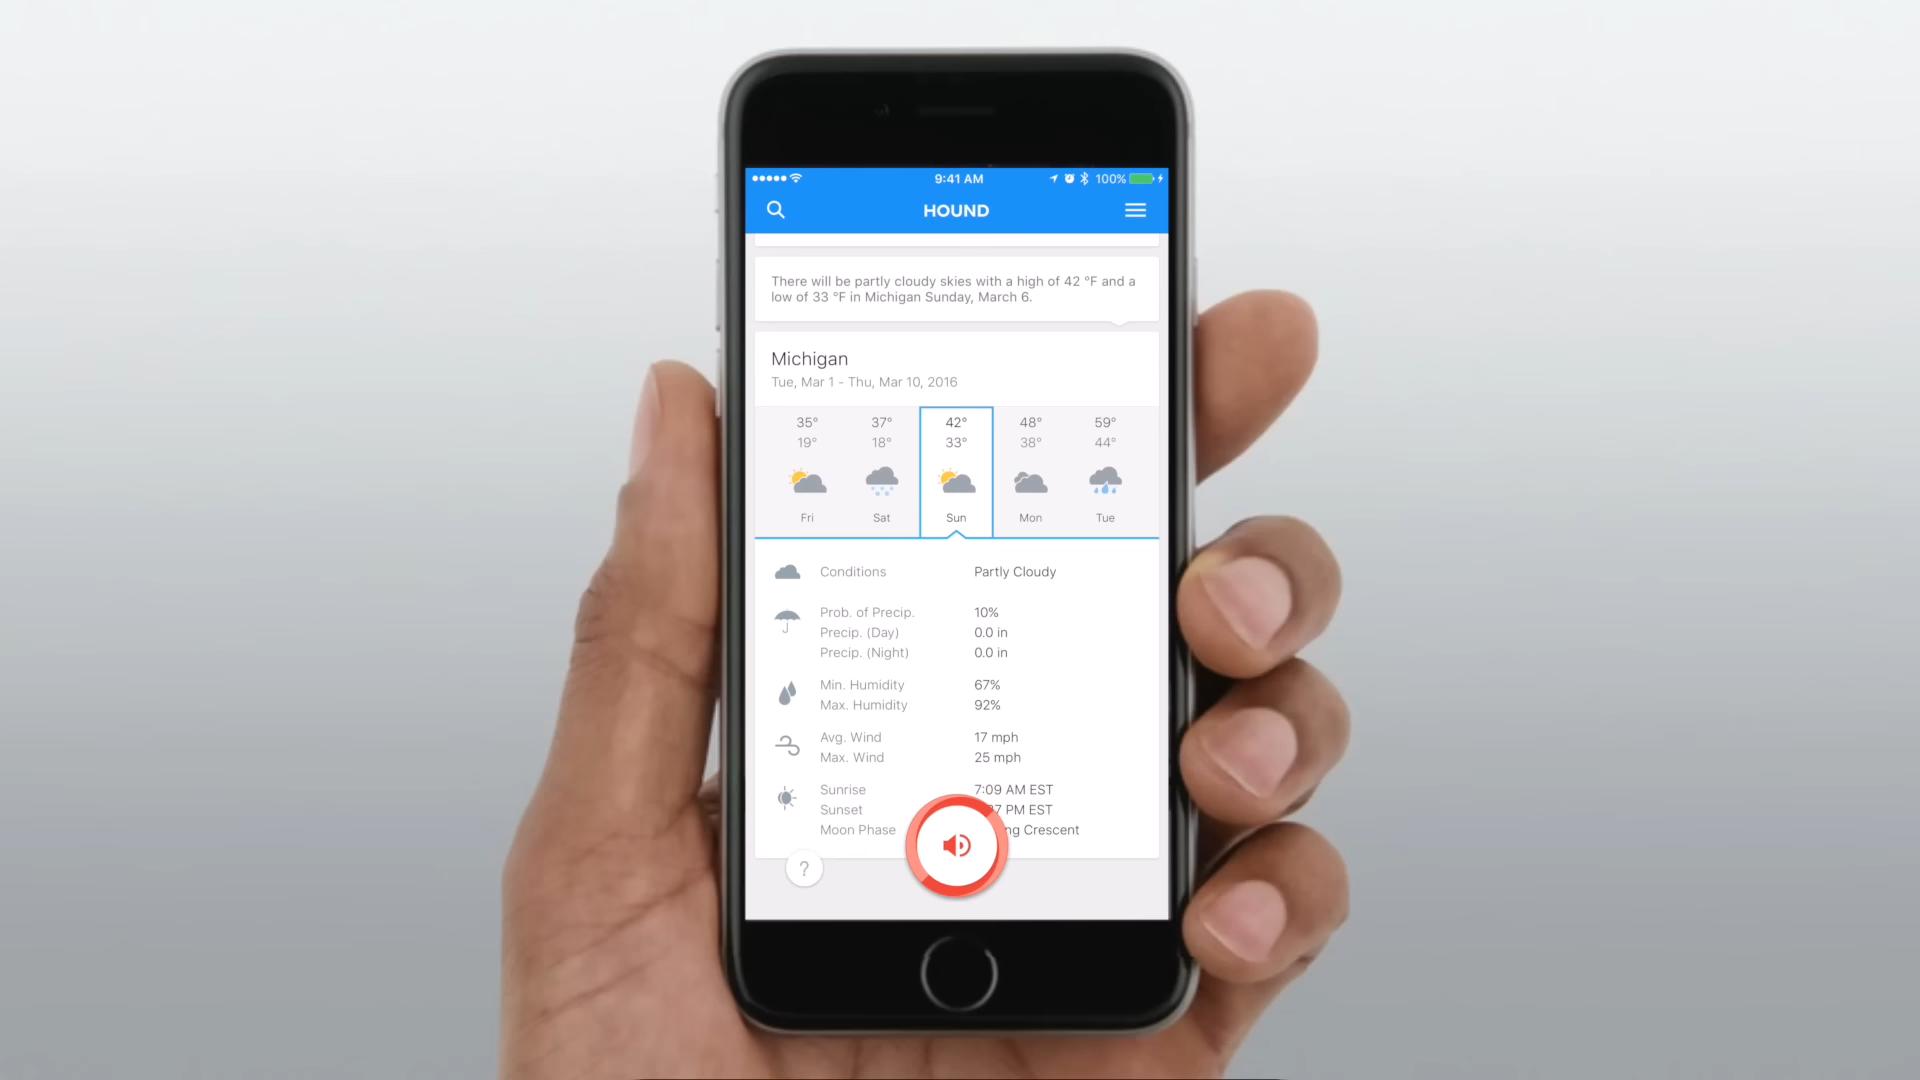 9:41 AM
100%
HOUND
There will be partly cloudy skies with a high of 42 °F and a
low of 33 °F in Michigan Sunday, March 6.
Michigan
Tue, Mar 1 - Thu, Mar 10, 2016
35° 37° 42° 48° 59°
19° 18° 33° 38° 44°
Fri Sat Sun Mon Tue
Conditions Partly Cloudy
Prob. of Precip. 10%
Precip. (Day) 0.0 in
Precip. (Night) 0.0 in
Min. Humidity 67%
Max. Humidity 92%
Avg. Wind 17 mph
Max. Wind 25 mph
Sunrise 7:09 AM EST
Sunset PM EST
Moon Phase Crescent
?